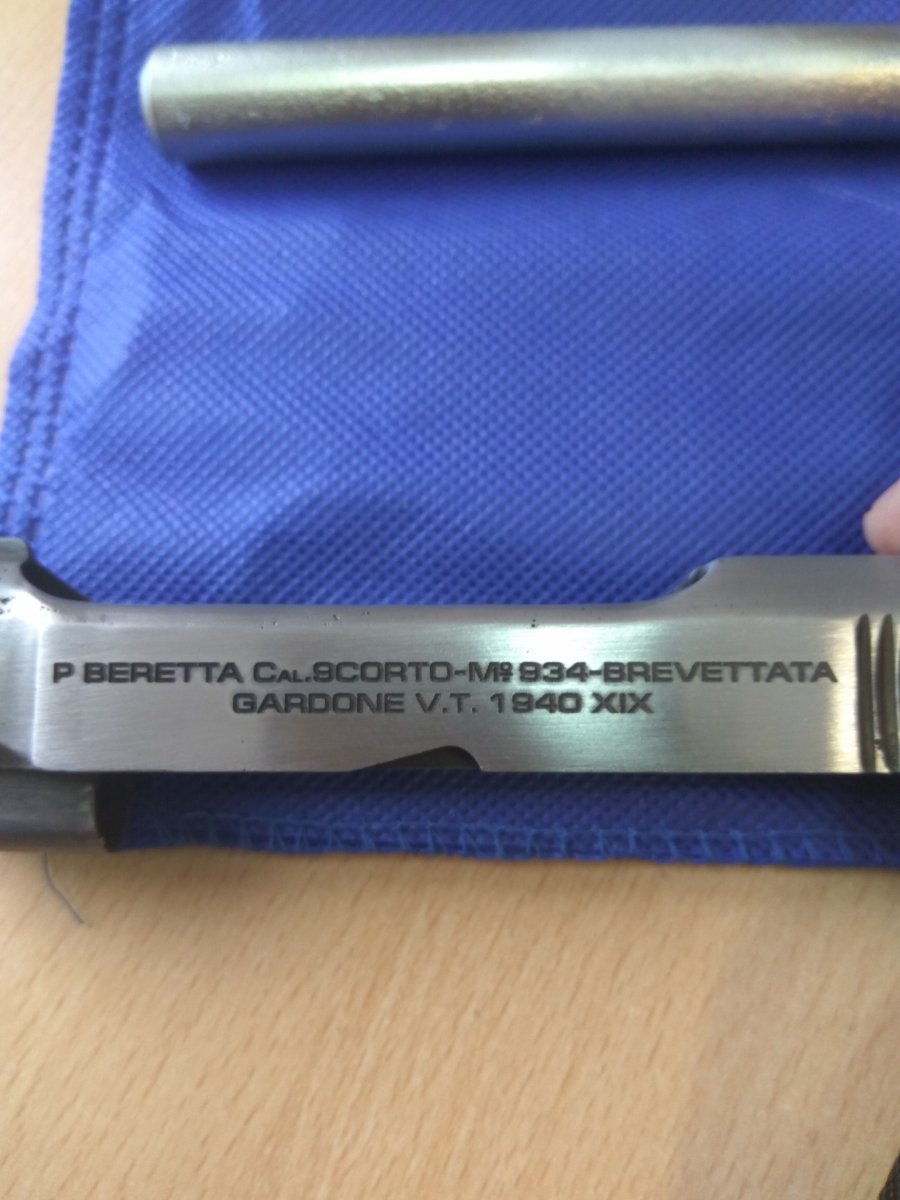 P BERETTA CAL.9CORTO-Mº 934-BREVETTATA
GARDONE V.T. 1940 XIX